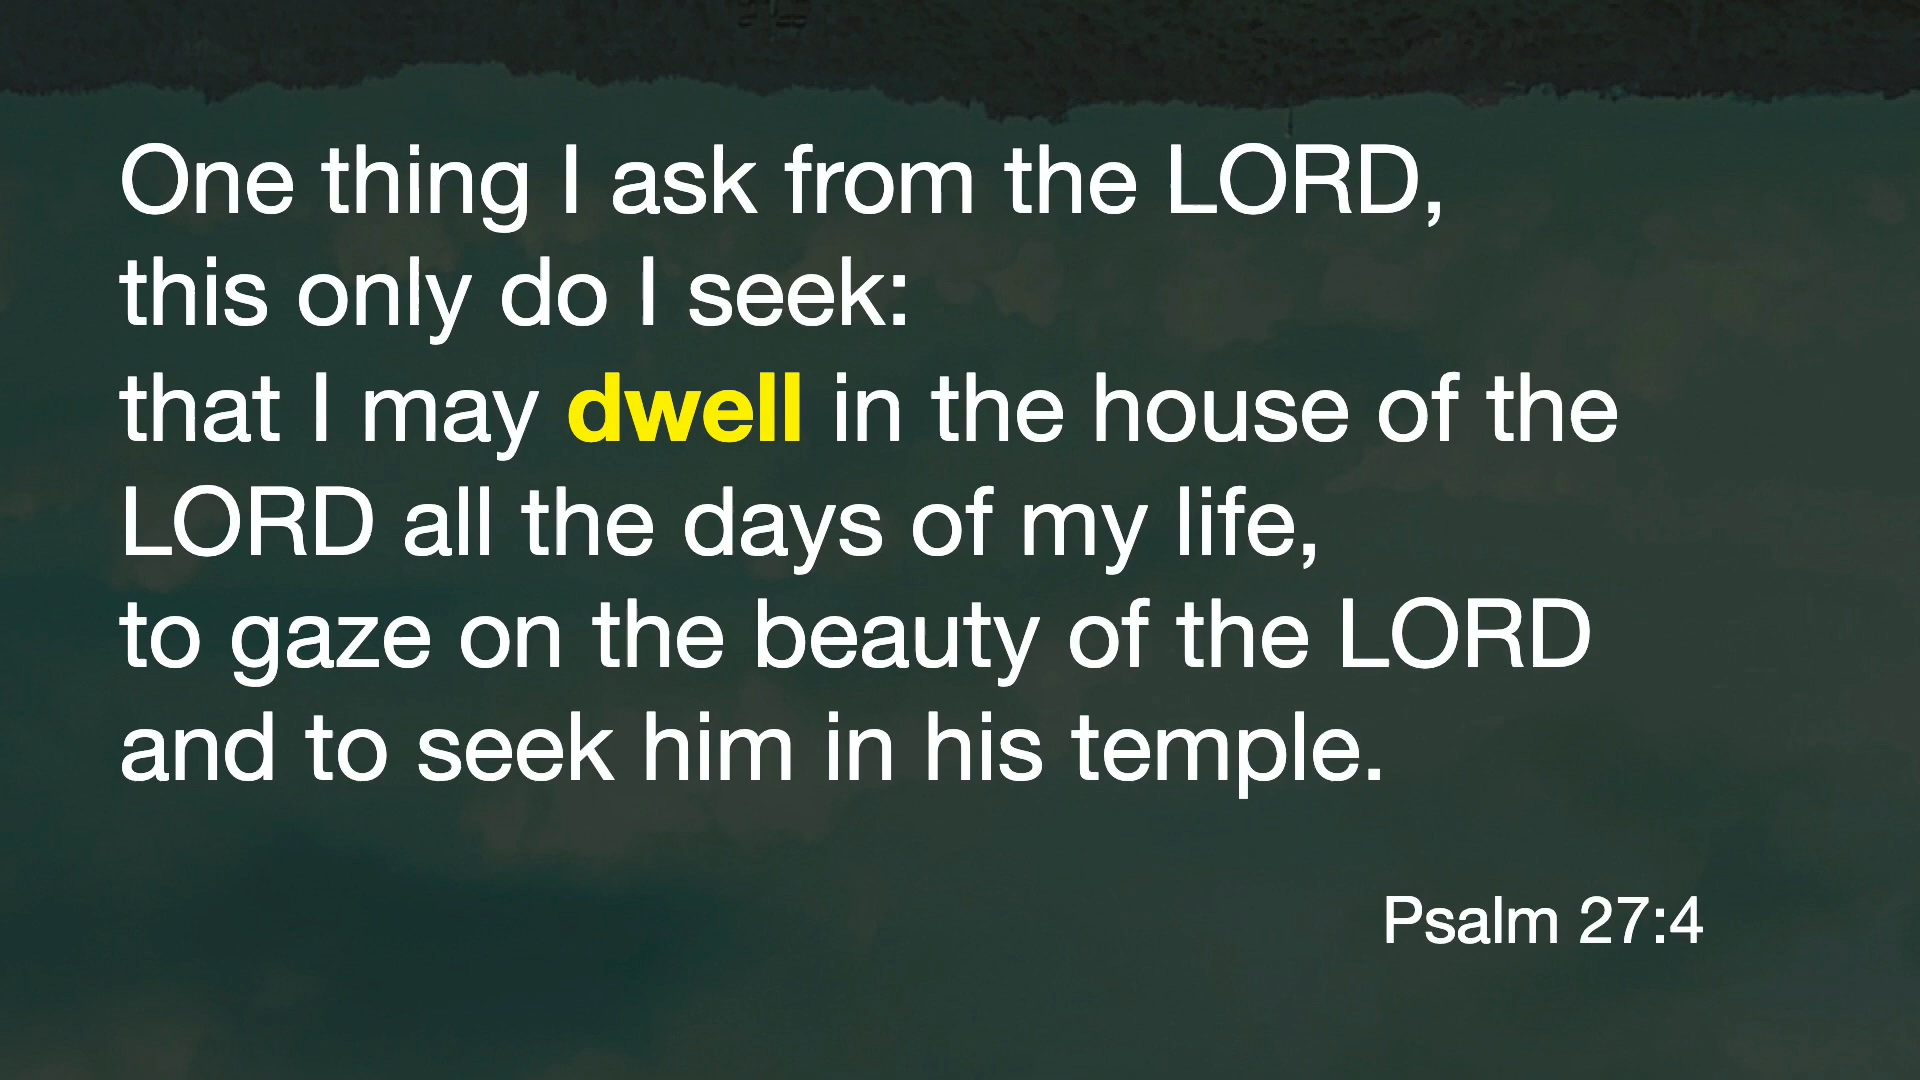 One thing I ask from the LORD,
this only do I seek:
that I may dwell in the house of the
LORD all the days of my life,
to gaze on the beauty of the LORD
and to seek him in his temple.
Psalm 27:4